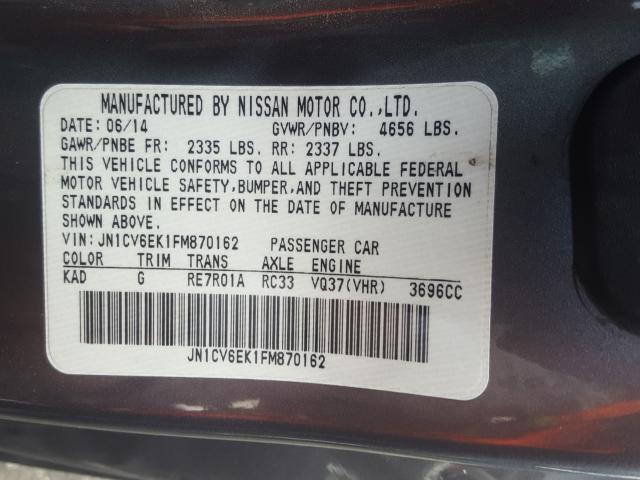 MANUFACTURED BY NISSAN MOTOR CO.,LTD.
DATE: 06/14 GVWR/PNBV: 4656 LBS.
GAWR/PNBE FR: 2335 LBS. RR: 2337 LBS.
THIS VEHICLE CONFORMS TO ALL APPLICABLE FEDERAL
MOTOR VEHICLE SAFETY,BUMPER,AND THEFT PREVENTION
STANDARDS IN EFFECT ON THE DATE OF MANUFACTURE
SHOWN ABOVE.
VIN: JN1CV6EK1FM870162 PASSENGER CAR
COLOR TRIM TRANS AXLE ENGINE
KAD G RE7R01A RC33 VQ37(VHR) 3696CC
JN1CV6EK1FM870162